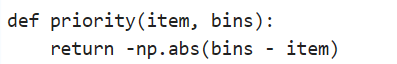 def priority(item, bins):
    return -np.abs(bins - item)